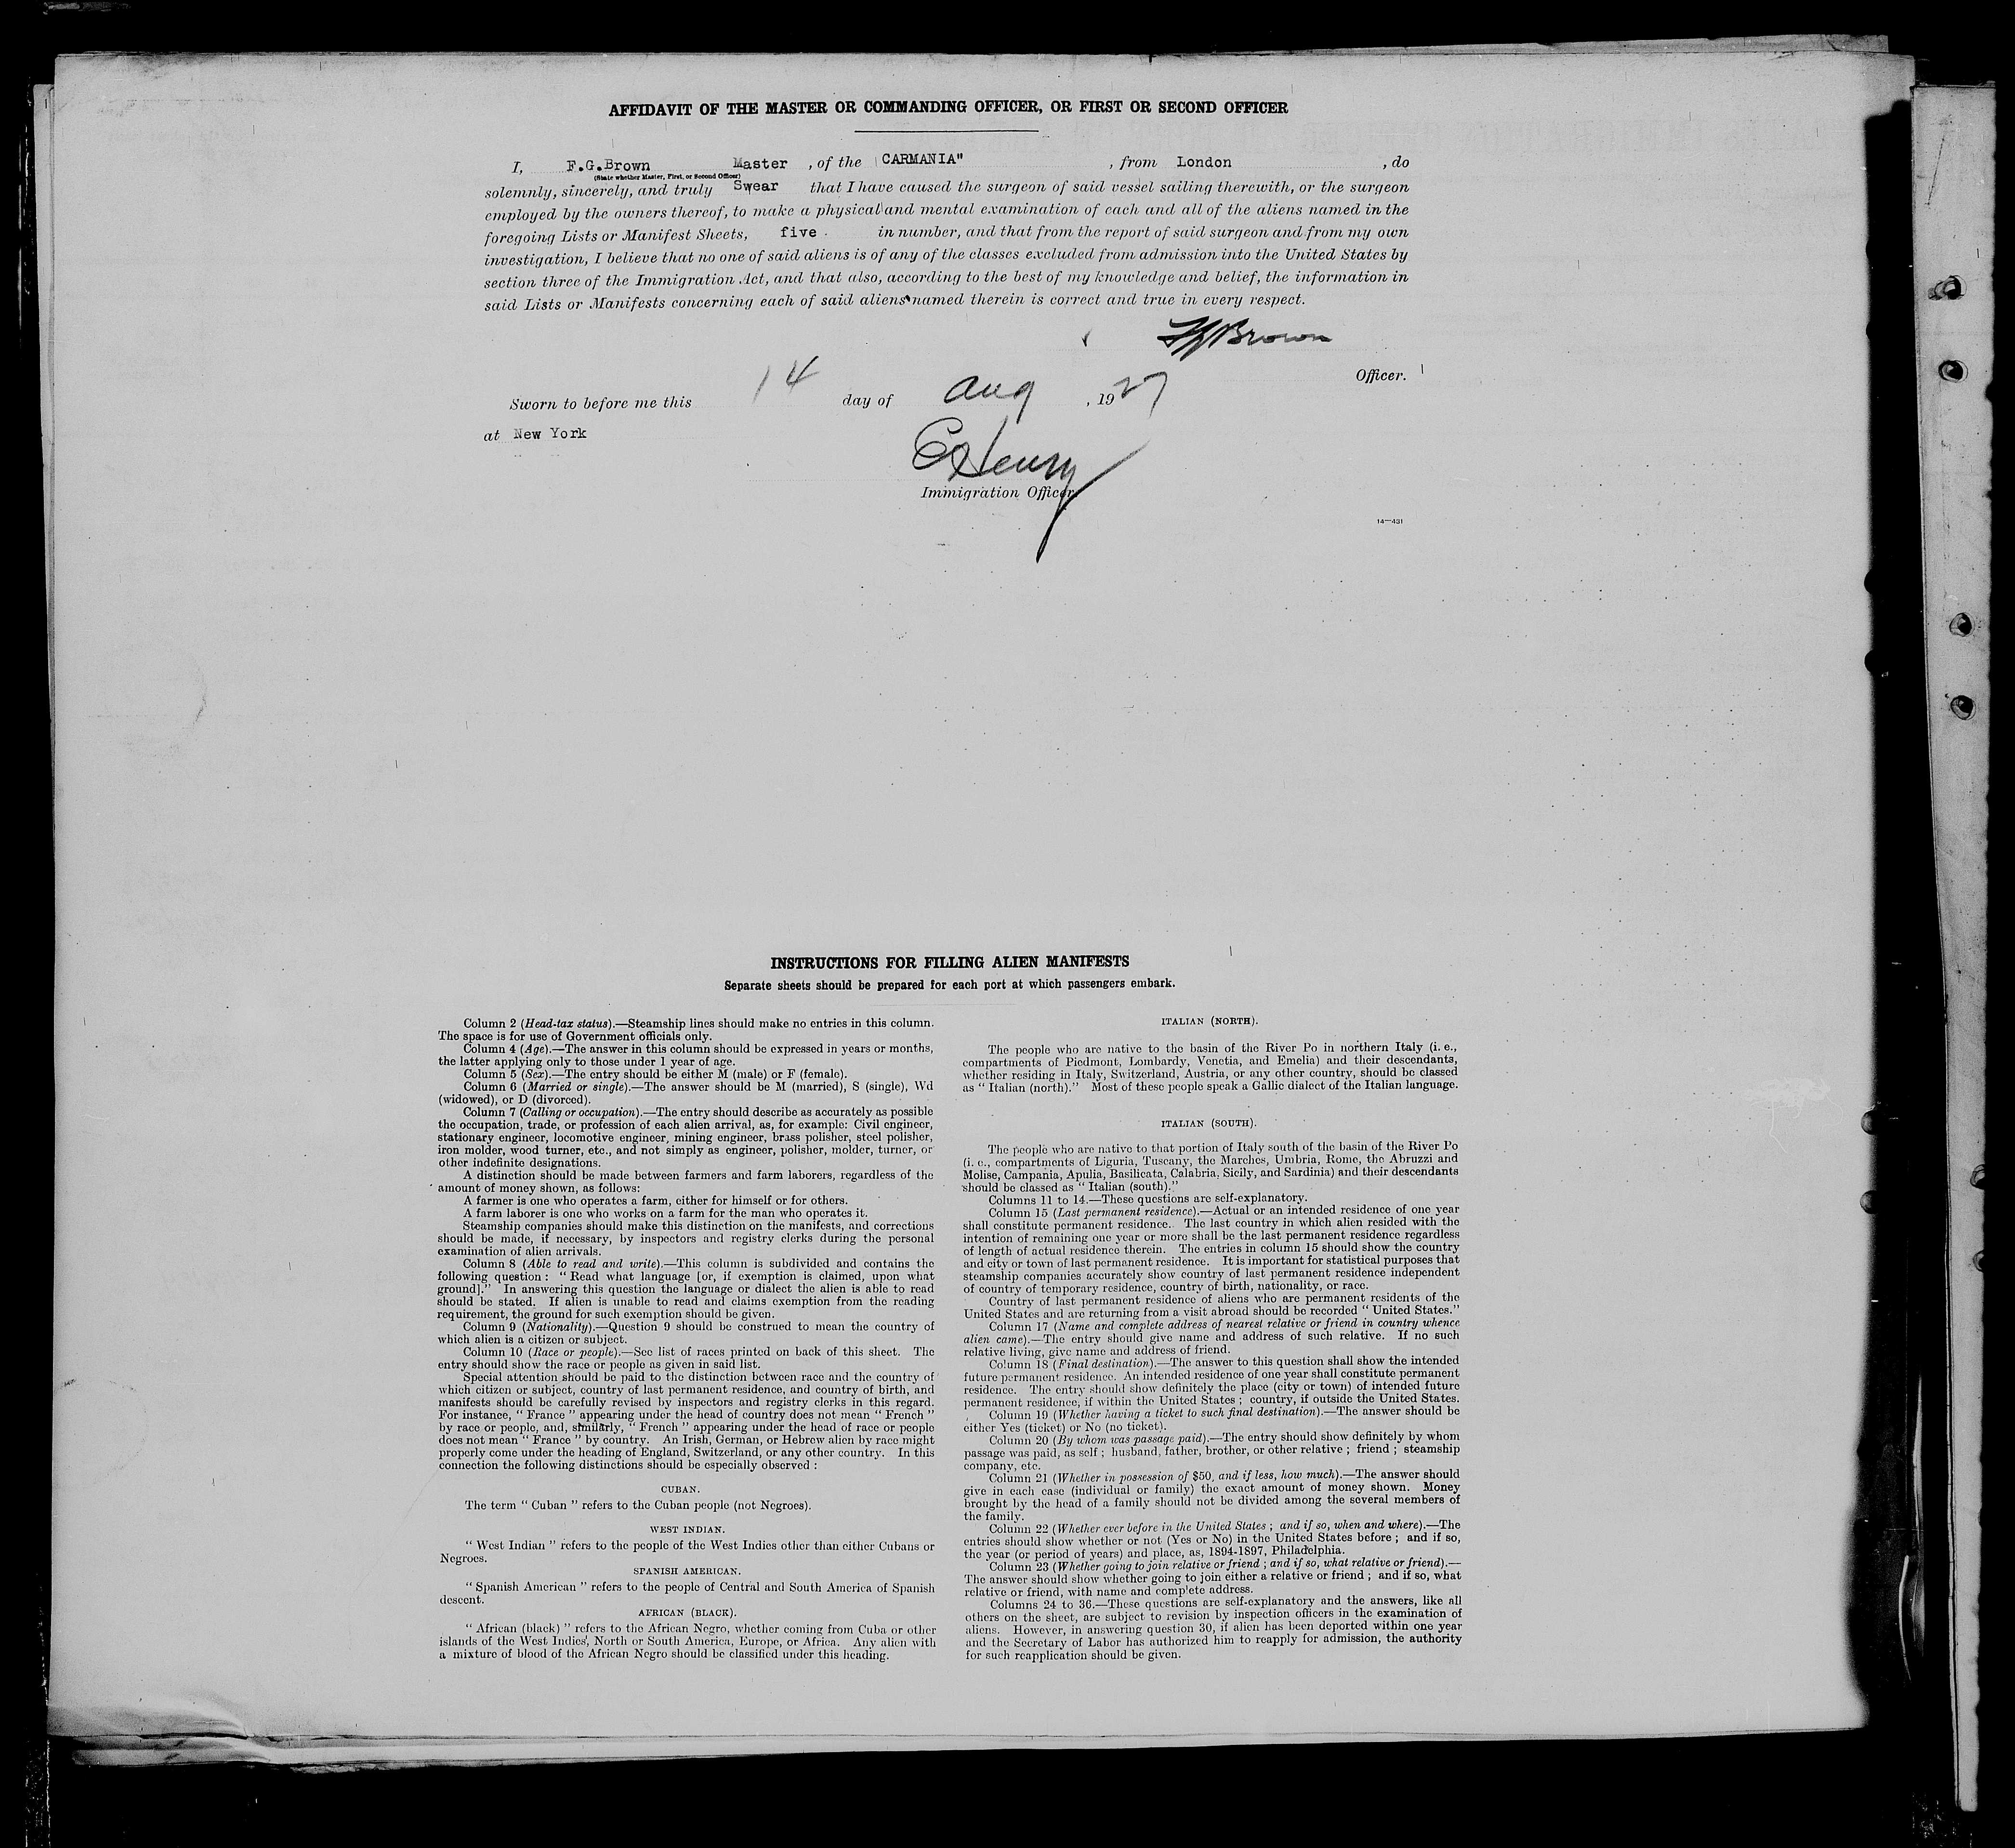 AFFIDAVIT OF THE MASTER OR COMMANDING OFFICER, OR FIRST OR SECOND OFFICER
I, F.G.Brown Master , of the CARMANIA" , from London , do
(State whether Master, First, or Second Officer)
solemnly, sincerely, and truly Swear that I have caused the surgeon of said vessel sailing therewith, or the surgeon
employed by the owners thereof, to make a physical and mental examination of each and all of the aliens named in the
foregoing Lists or Manifest Sheets, five in number, and that from the report of said surgeon and from my own
investigation, I believe that no one of said aliens is of any of the classes excluded from admission into the United States by
section three of the Immigration Act, and that also, according to the best of my knowledge and belief, the information in
said Lists or Manifests concerning each of said aliens named therein is correct and true in every respect.
FGBrown
Officer.
Sworn to before me this 14 day of Aug , 1927
at New York
EHenry
Immigration Officer.
14—431
INSTRUCTIONS FOR FILLING ALIEN MANIFESTS
Separate sheets should be prepared for each port at which passengers embark.
Column 2 (Head-tax status).—Steamship lines should make no entries in this column.
The space is for use of Government officials only.
Column 4 (Age).—The answer in this column should be expressed in years or months,
the latter applying only to those under 1 year of age.
Column 5 (Sex).—The entry should be either M (male) or F (female).
Column 6 (Married or single).—The answer should be M (married), S (single), Wd
(widowed), or D (divorced).
Column 7 (Calling or occupation).—The entry should describe as accurately as possible
the occupation, trade, or profession of each alien arrival, as, for example: Civil engineer,
stationary engineer, locomotive engineer, mining engineer, brass polisher, steel polisher,
iron molder, wood turner, etc., and not simply as engineer, polisher, molder, turner, or
other indefinite designations.
A distinction should be made between farmers and farm laborers, regardless of the
amount of money shown, as follows:
A farmer is one who operates a farm, either for himself or for others.
A farm laborer is one who works on a farm for the man who operates it.
Steamship companies should make this distinction on the manifests, and corrections
should be made, if necessary, by inspectors and registry clerks during the personal
examination of alien arrivals.
Column 8 (Able to read and write).—This column is subdivided and contains the
following question : " Read what language [or, if exemption is claimed, upon what
ground]." In answering this question the language or dialect the alien is able to read
should be stated. If alien is unable to read and claims exemption from the reading
requirement, the ground for such exemption should be given.
Column 9 (Nationality).—Question 9 should be construed to mean the country of
which alien is a citizen or subject.
Column 10 (Race or people).—See list of races printed on back of this sheet. The
entry should show the race or people as given in said list.
Special attention should be paid to the distinction between race and the country of
which citizen or subject, country of last permanent residence, and country of birth, and
manifests should be carefully revised by inspectors and registry clerks in this regard.
For instance, " France " appearing under the head of country does not mean " French "
by race or people, and, similarly, " French " appearing under the head of race or people
does not mean " France " by country. An Irish, German, or Hebrew alien by race might
properly come under the heading of England, Switzerland, or any other country. In this
connection the following distinctions should be especially observed :
CUBAN.
The term " Cuban " refers to the Cuban people (not Negroes).
WEST INDIAN.
" West Indian " refers to the people of the West Indies other than either Cubans or
Negroes.
SPANISH AMERICAN.
" Spanish American " refers to the people of Central and South America of Spanish
descent.
AFRICAN (BLACK).
" African (black) " refers to the African Negro, whether coming from Cuba or other
islands of the West Indies, North or South America, Europe, or Africa. Any alien with
a mixture of blood of the African Negro should be classified under this heading.
ITALIAN (NORTH).
The people who are native to the basin of the River Po in northern Italy (i. e.,
compartments of Piedmont, Lombardy, Venetia, and Emelia) and their descendants,
whether residing in Italy, Switzerland, Austria, or any other country, should be classed
as " Italian (north)." Most of these people speak a Gallic dialect of the Italian language.
ITALIAN (SOUTH).
The people who are native to that portion of Italy south of the basin of the River Po
(i. e., compartments of Liguria, Tuscany, the Marches, Umbria, Rome, the Abruzzi and
Molise, Campania, Apulia, Basilicata, Calabria, Sicily, and Sardinia) and their descendants
should be classed as " Italian (south)."
Columns 11 to 14.—These questions are self-explanatory.
Column 15 (Last permanent residence).—Actual or an intended residence of one year
shall constitute permanent residence. The last country in which alien resided with the
intention of remaining one year or more shall be the last permanent residence regardless
of length of actual residence therein. The entries in column 15 should show the country
and city or town of last permanent residence. It is important for statistical purposes that
steamship companies accurately show country of last permanent residence independent
of country of temporary residence, country of birth, nationality, or race.
Country of last permanent residence of aliens who are permanent residents of the
United States and are returning from a visit abroad should be recorded " United States."
Column 17 (Name and complete address of nearest relative or friend in country whence
alien came).—The entry should give name and address of such relative. If no such
relative living, give name and address of friend.
Column 18 (Final destination).—The answer to this question shall show the intended
future permanent residence. An intended residence of one year shall constitute permanent
residence. The entry should show definitely the place (city or town) of intended future
permanent residence, if within the United States ; country, if outside the United States.
Column 19 (Whether having a ticket to such final destination).—The answer should be
either Yes (ticket) or No (no ticket).
Column 20 (By whom was passage paid).—The entry should show definitely by whom
passage was paid, as self ; husband, father, brother, or other relative ; friend ; steamship
company, etc.
Column 21 (Whether in possession of $50, and if less, how much).—The answer should
give in each case (individual or family) the exact amount of money shown. Money
brought by the head of a family should not be divided among the several members of
the family.
Column 22 (Whether ever before in the United States ; and if so, when and where).—The
entries should show whether or not (Yes or No) in the United States before ; and if so,
the year (or period of years) and place, as, 1894-1897, Philadelphia.
Column 23 (Whether going to join relative or friend ; and if so, what relative or friend).—
The answer should show whether going to join either a relative or friend ; and if so, what
relative or friend, with name and complete address.
Columns 24 to 36.—These questions are self-explanatory and the answers, like all
others on the sheet, are subject to revision by inspection officers in the examination of
aliens. However, in answering question 30, if alien has been deported within one year
and the Secretary of Labor has authorized him to reapply for admission, the authority
for such reapplication should be given.